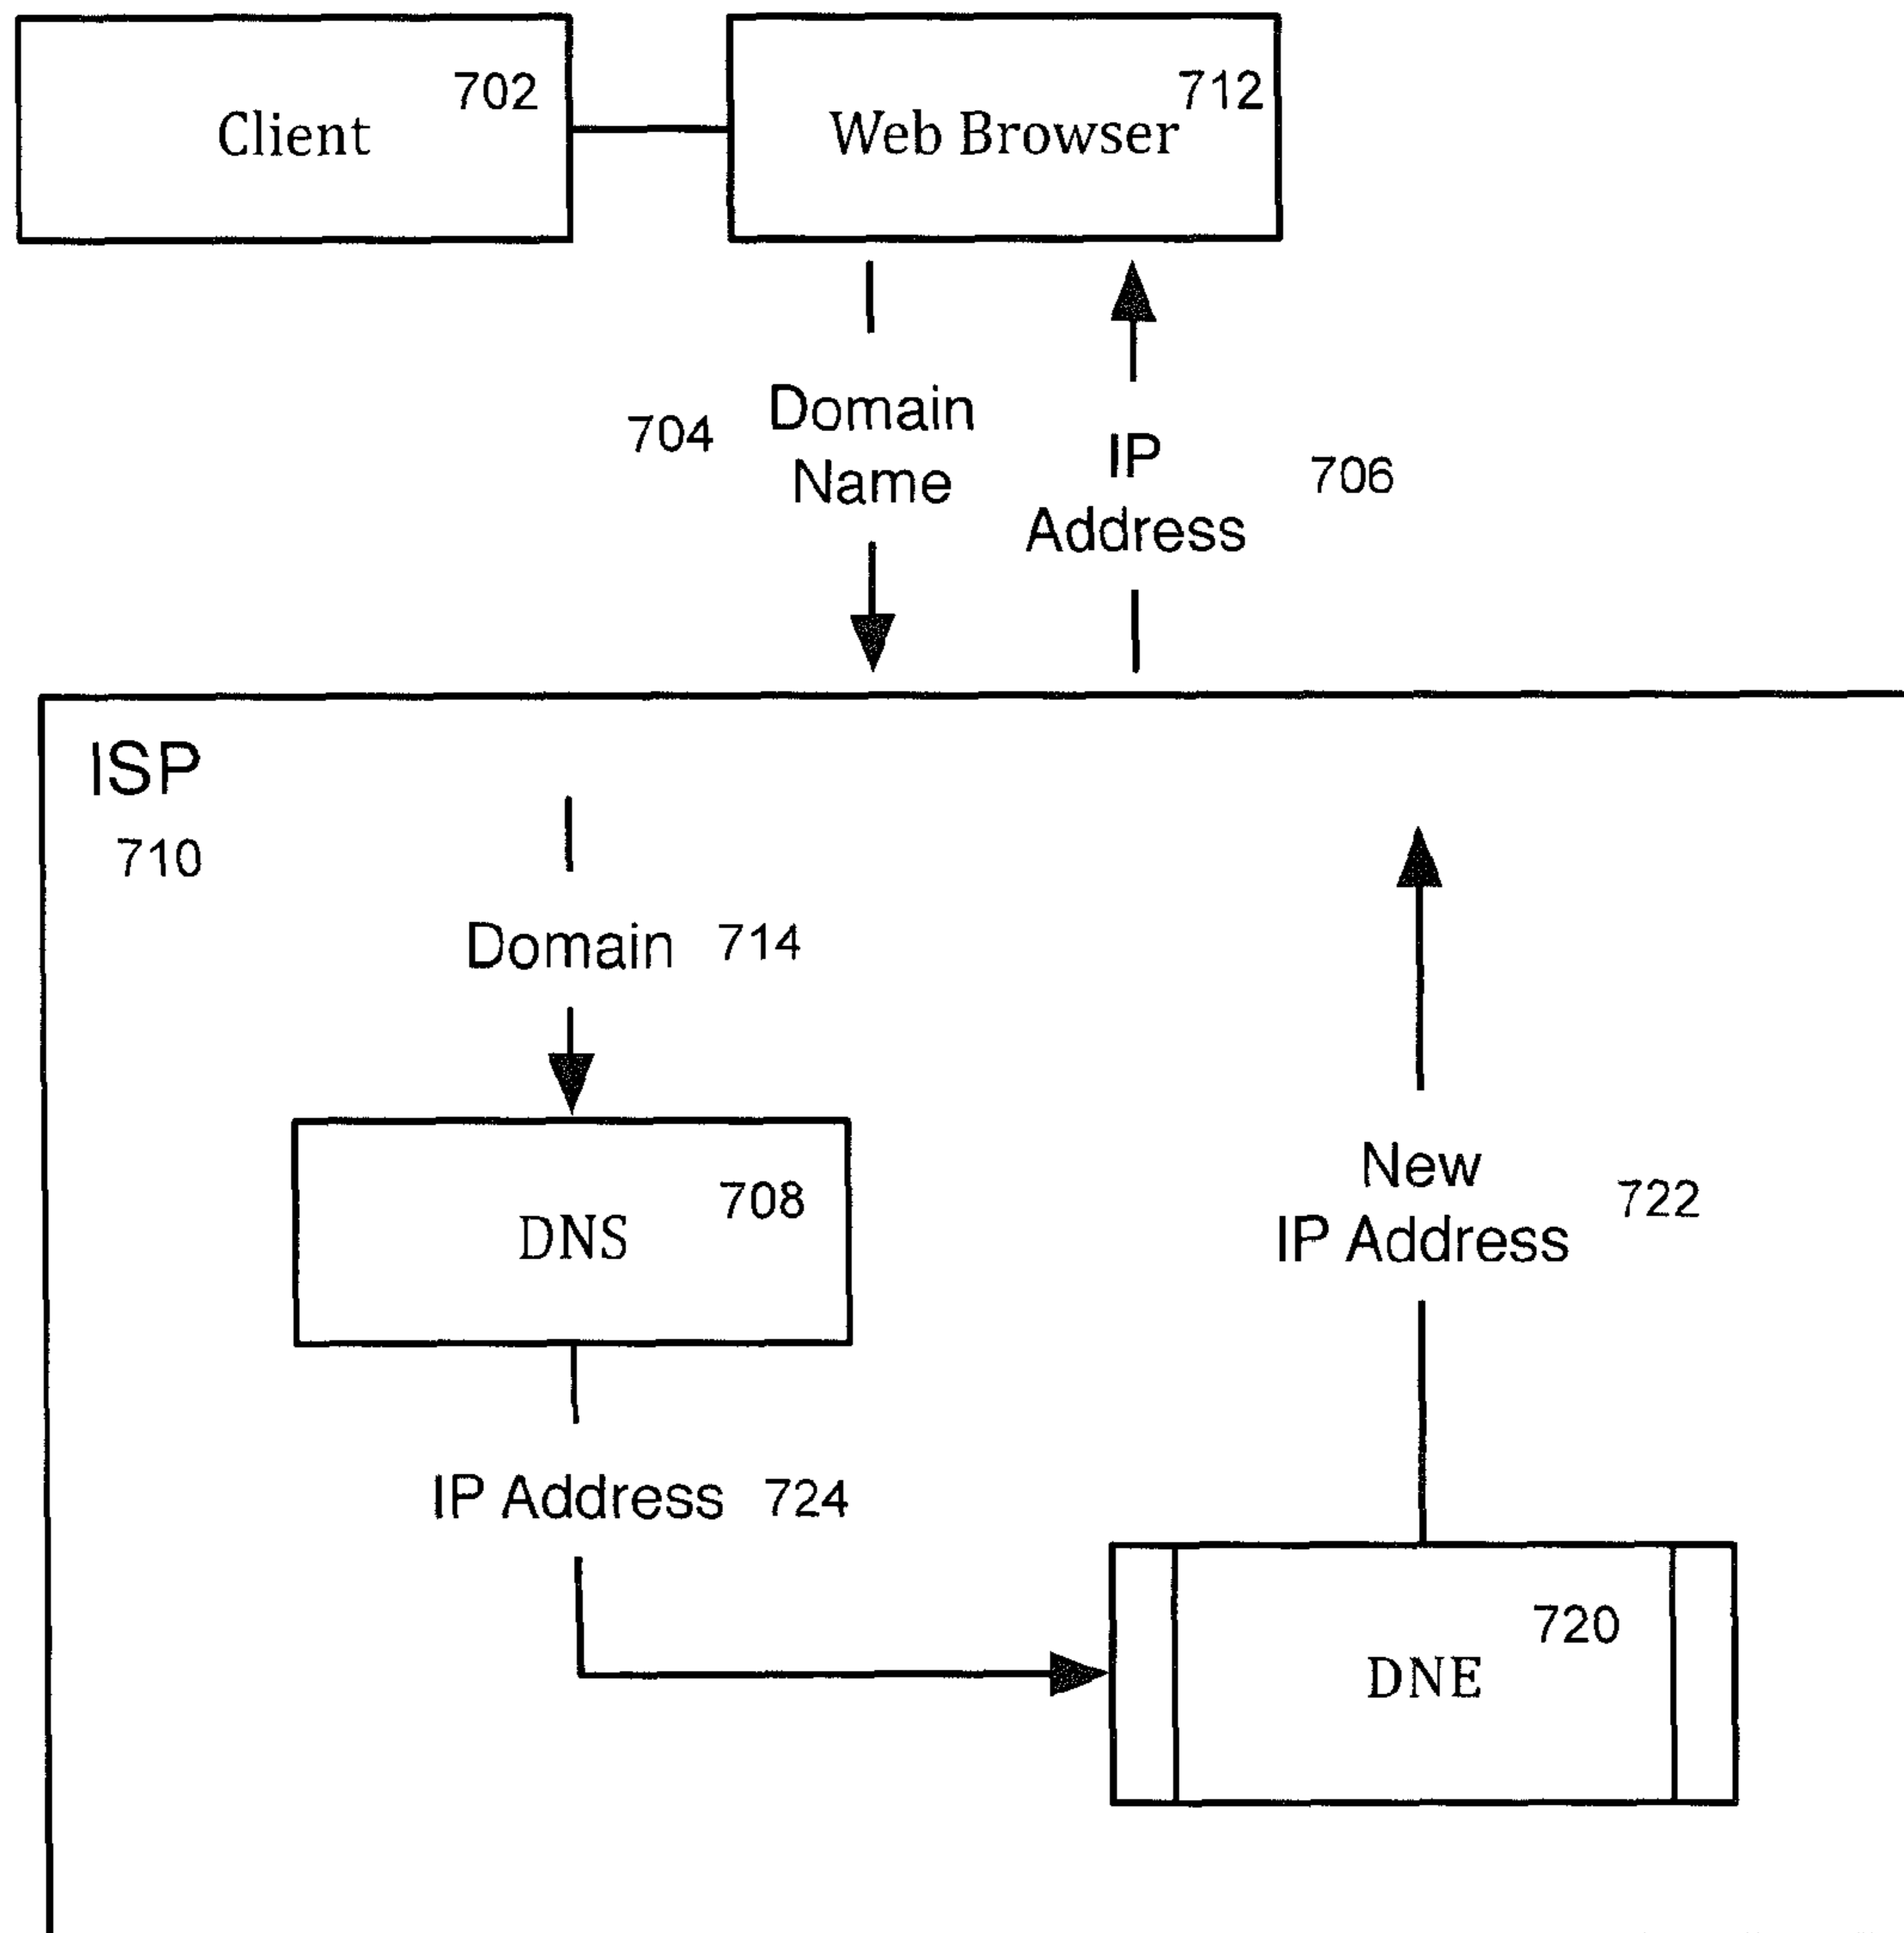 702
Client
712
Web Browser
704
Domain
Name
IP
Address
706
ISP
710
Domain 714
708
DNS
New
IP Address
722
IP Address 724
720
DNE